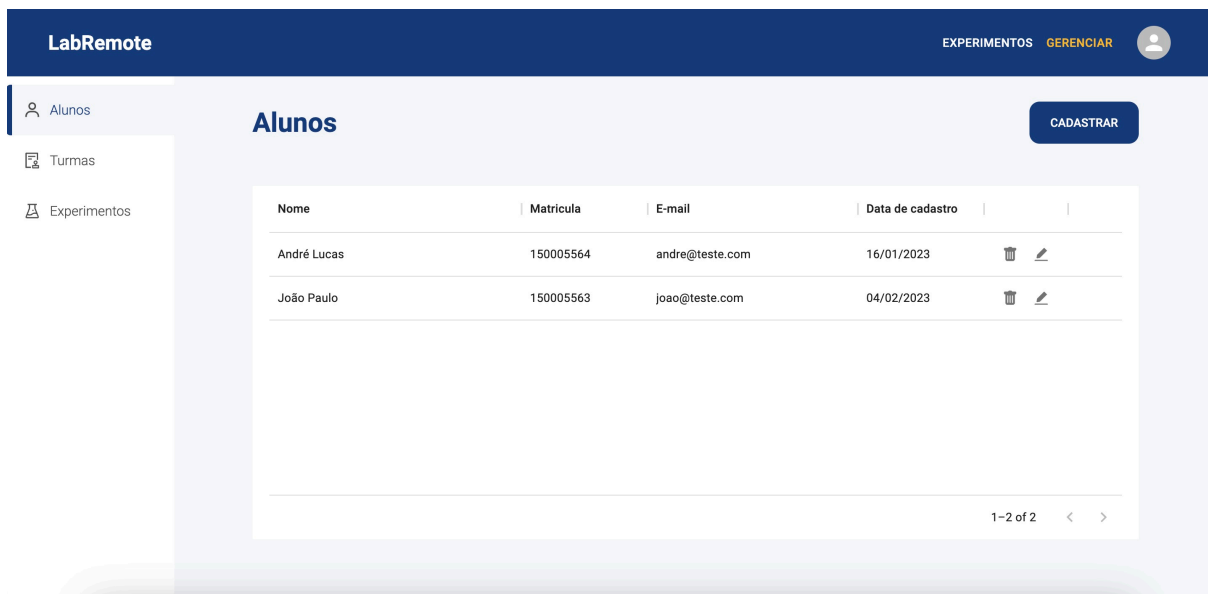 LabRemote EXPERIMENTOS GERENCIAR
Alunos
Turmas
Experimentos
Alunos CADASTRAR
Nome Matricula E-mail Data de cadastro
André Lucas 150005564 andre@teste.com 16/01/2023
João Paulo 150005563 joao@teste.com 04/02/2023
1–2 of 2